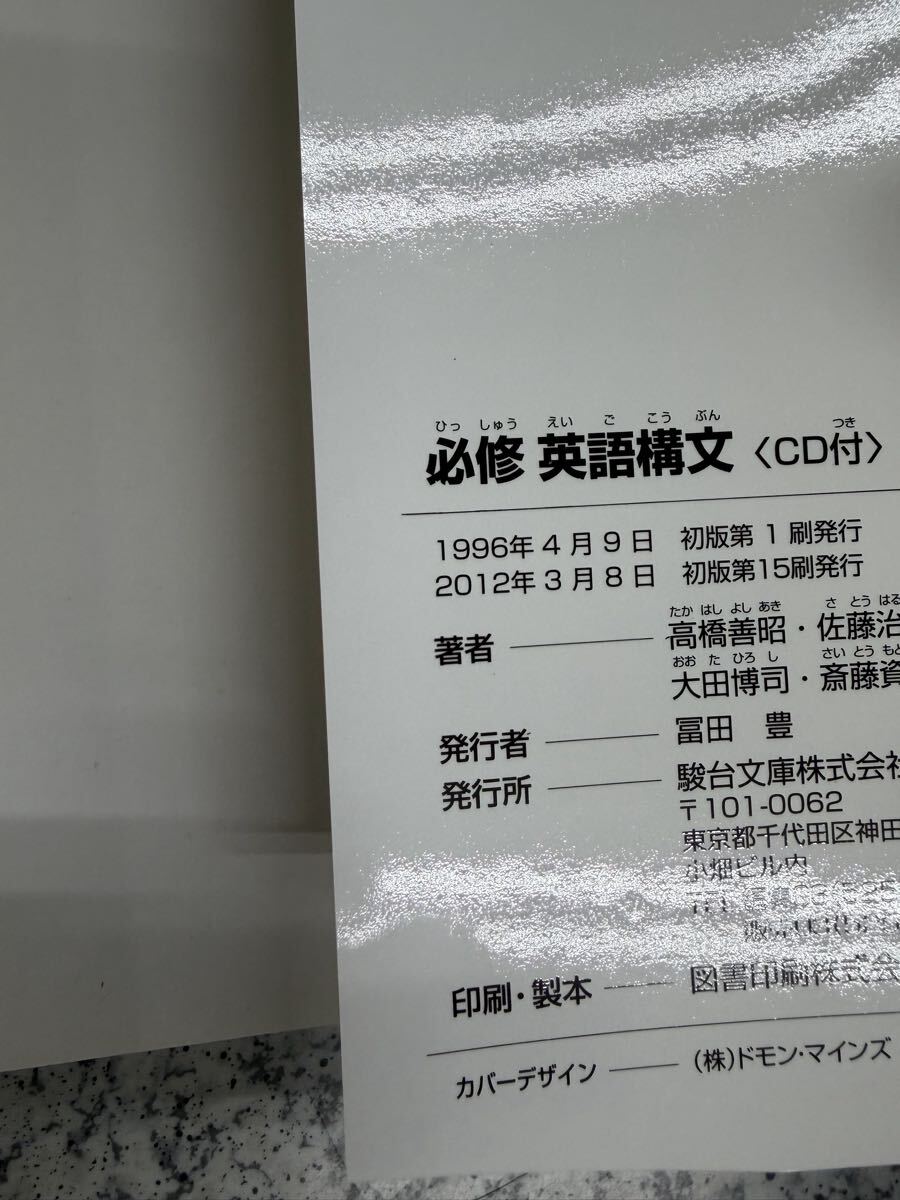 ひっ しゅう えい ご こう ぶん つき
必修 英語構文〈CD付〉
1996年4月9日 初版第1刷発行
2012年3月8日 初版第15刷発行
たか はし よし あき さ とう はる
著者 高橋善昭・佐藤治
おお た ひろ し さい とう もと
大田博司・斎藤資
発行者 冨田 豊
発行所 駿台文庫株式会社
〒101-0062
東京都千代田区神田
小畑ビル内
印刷・製本 図書印刷株式会
カバーデザイン (株)ドモン・マインズ